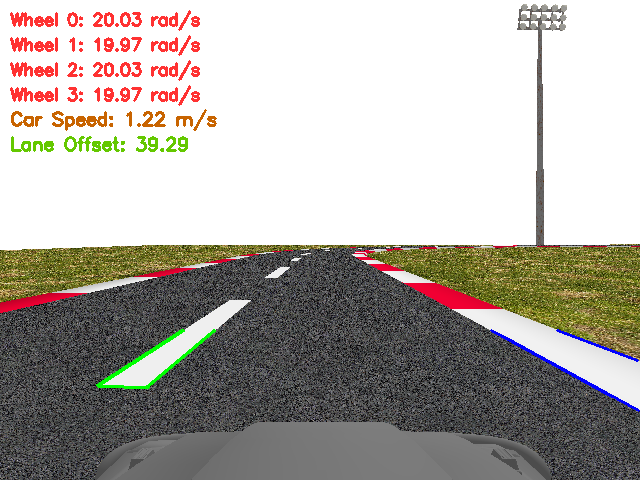 Wheel 0: 20.03 rad/s
Wheel 1: 19.97 rad/s
Wheel 2: 20.03 rad/s
Wheel 3: 19.97 rad/s
Car Speed: 1.22 m/s
Lane Offset: 39.29